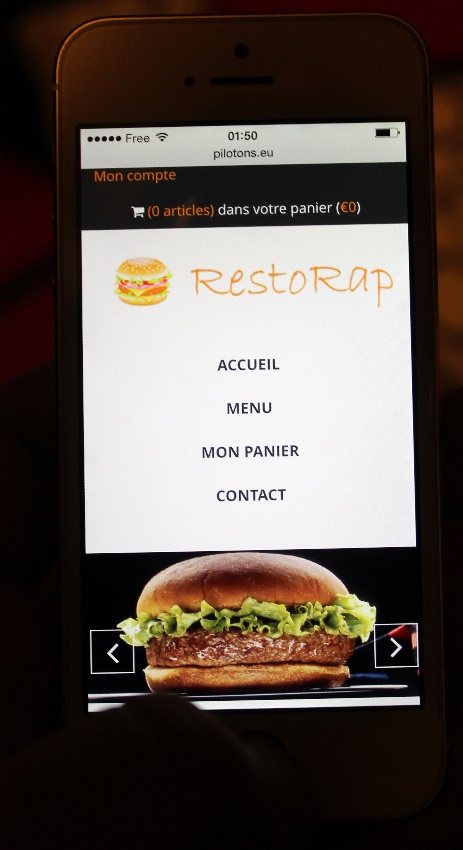 Free 01:50
pilotons.eu
Mon compte
(0 articles) dans votre panier (€0)
RestoRap
ACCUEIL
MENU
MON PANIER
CONTACT